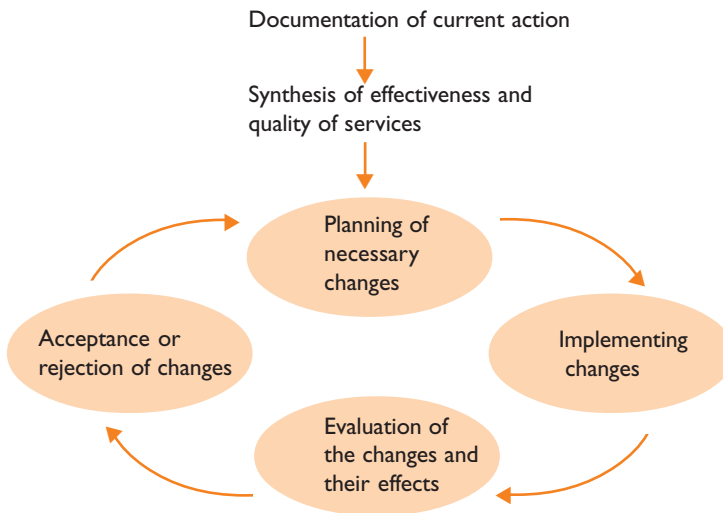 Documentation of current action
Synthesis of effectiveness and
quality of services
Planning of
necessary
changes
Implementing
changes
Evaluation of
the changes and
their effects
Acceptance or
rejection of changes